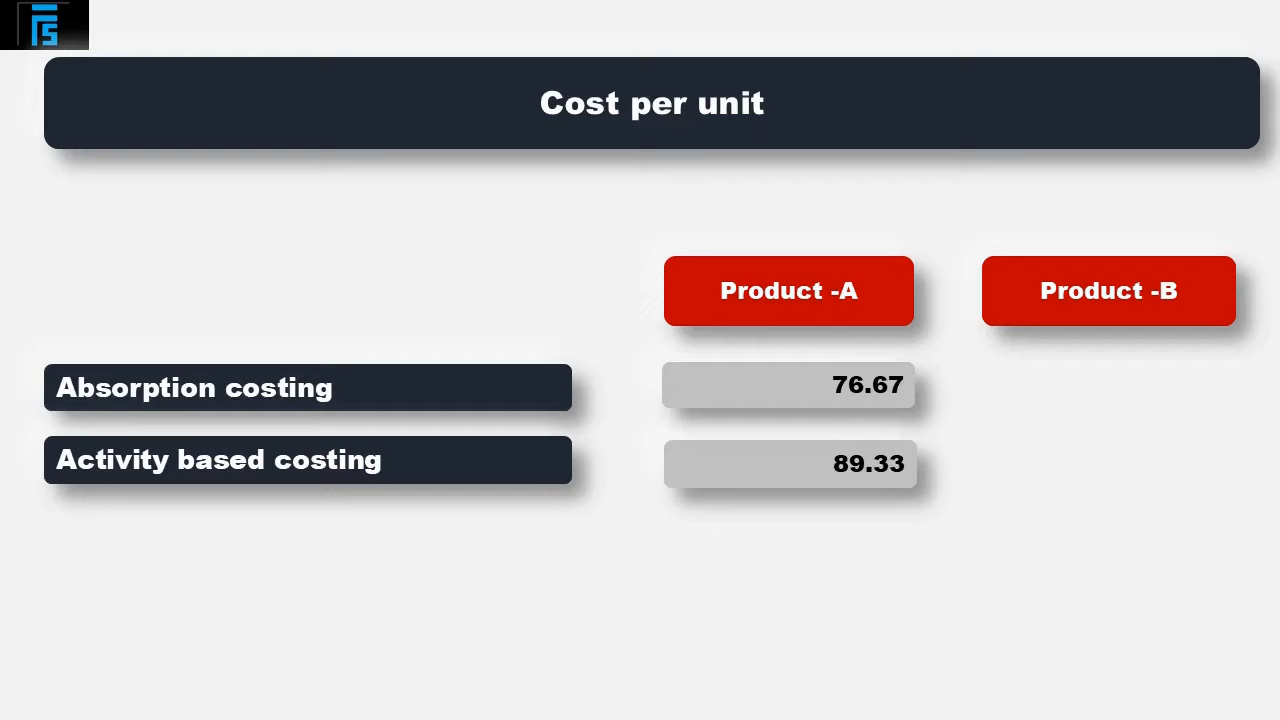 Cost per unit
Product -A
Product -B
Absorption costing
76.67
Activity based costing
89.33